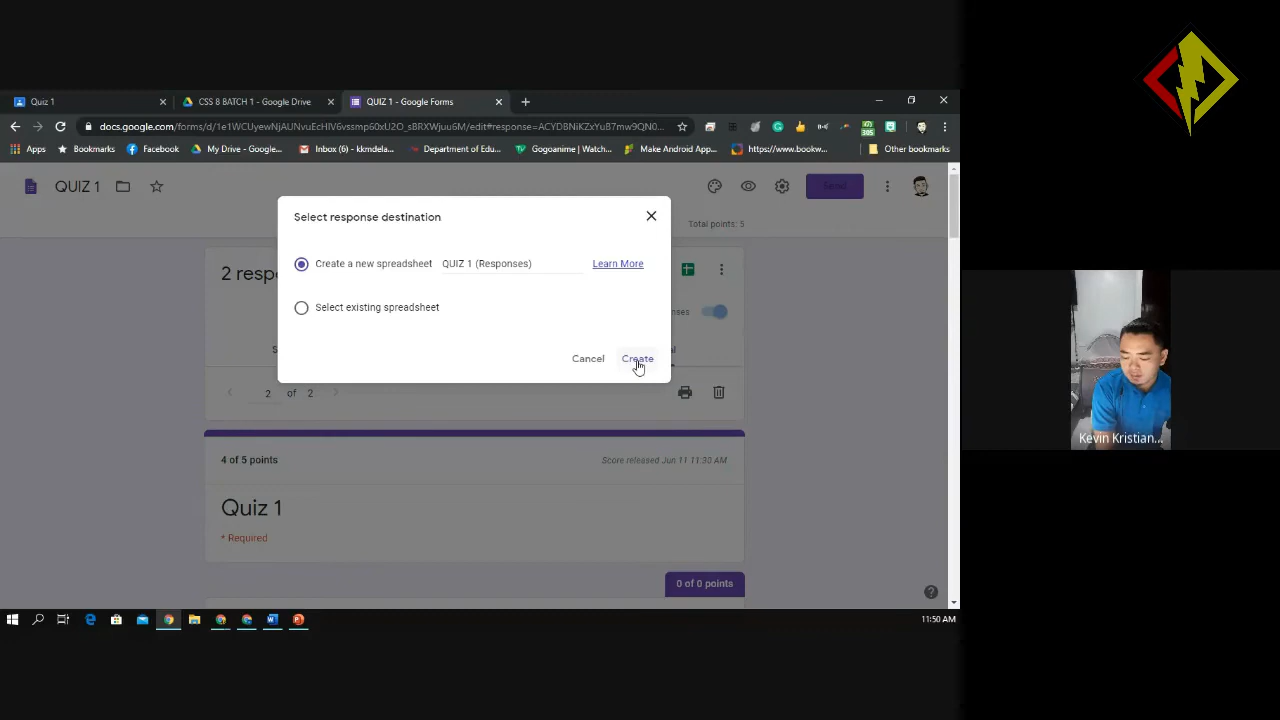 Quiz 1
CSS 8 BATCH 1 - Google Drive
QUIZ 1 - Google Forms
docs.google.com/forms/d/1e1WCUyewNjAUNvuEcHIV6vssmp60xU2O_sBRXWjuu6M/edit#response=ACYDBNiKZxYuB7mw9QN0...
Apps
Bookmarks
Facebook
My Drive - Google...
Inbox (6) - kkmdela...
Department of Edu...
Gogoanime | Watch...
Make Android App...
https://www.bookw...
Other bookmarks
QUIZ 1
Send
Total points: 5
Select response destination
Create a new spreadsheet
QUIZ 1 (Responses)
Learn More
Select existing spreadsheet
Cancel
Create
2 resp
2 of 2
4 of 5 points
Score released Jun 11 11:30 AM
Quiz 1
* Required
0 of 0 points
11:50 AM
Kevin Kristian...